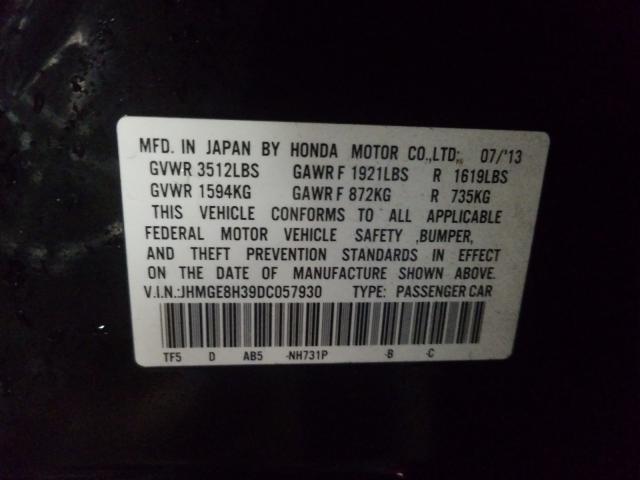 MFD. IN JAPAN BY HONDA MOTOR CO.,LTD; 07/'13
GVWR 3512LBS GAWR F 1921LBS R 1619LBS
GVWR 1594KG GAWR F 872KG R 735KG
THIS VEHICLE CONFORMS TO ALL APPLICABLE
FEDERAL MOTOR VEHICLE SAFETY ,BUMPER,
AND THEFT PREVENTION STANDARDS IN EFFECT
ON THE DATE OF MANUFACTURE SHOWN ABOVE.
V.I.N.:JHMGE8H39DC057930 TYPE: PASSENGER CAR
TF5 D AB5 -NH731P -B -C